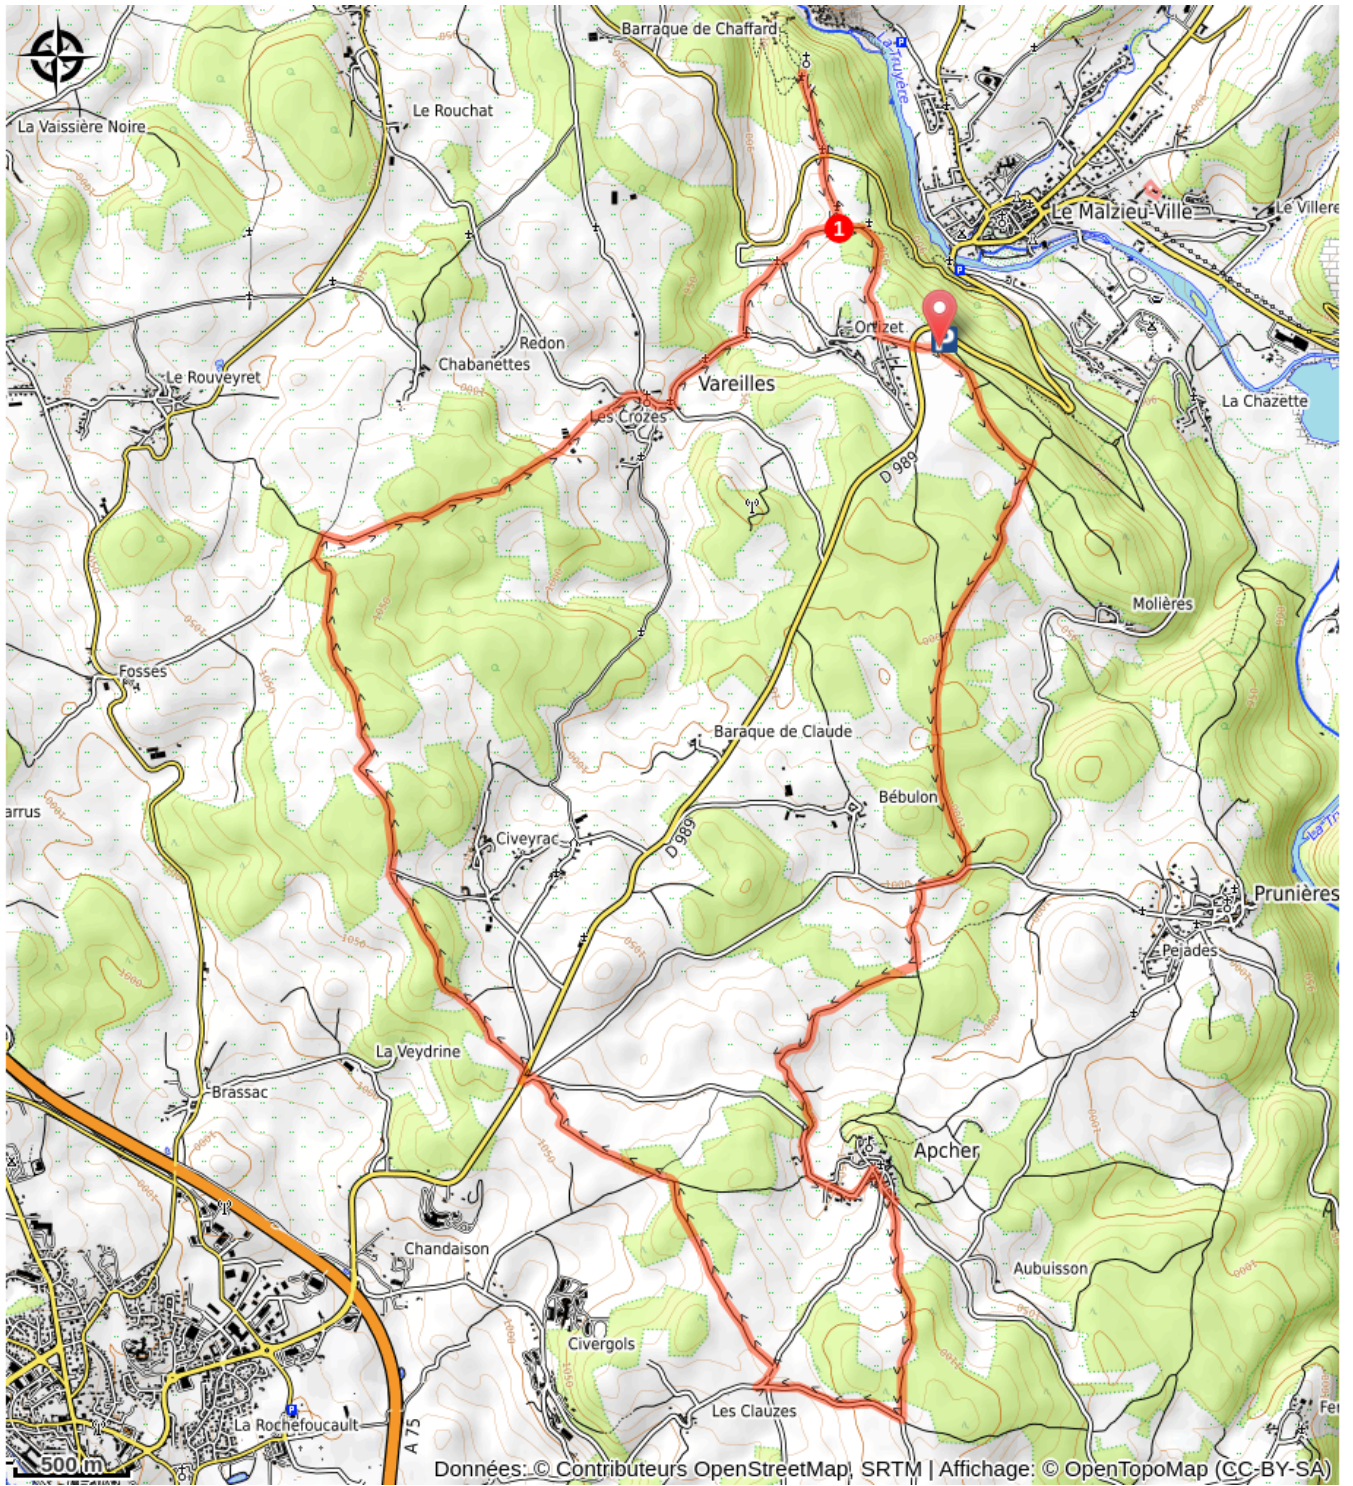 Barraque de Chaffard
La Truyère
P
Le Rouchat
La Vaissière Noire
Le Malzieu-Ville
1
Ortizet
Redon
Chabanettes
Le Rouveyret
Vareilles
Les Crozes
La Chazette
D 989
Molières
Fosses
Baraque de Claude
Bébulon
arrus
Civeyrac
D 989
Prunières
Pejades
La Veydrine
Brassac
Apcher
Chandaison
Aubuisson
Civergols
Les Clauzes
La Rochefoucault
A 75
500 m
Données: © Contributeurs OpenStreetMap, SRTM | Affichage: © OpenTopoMap (CC-BY-SA)